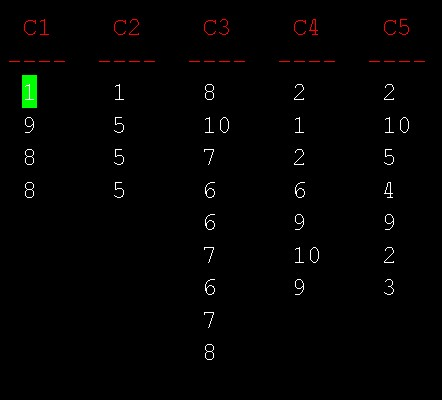 C1 C2 C3 C4 C5
---- ---- ---- ---- ----
1 1 8 2 2
9 5 10 1 10
8 5 7 2 5
8 5 6 6 4
6 9 9
7 10 2
6 9 3
7
8